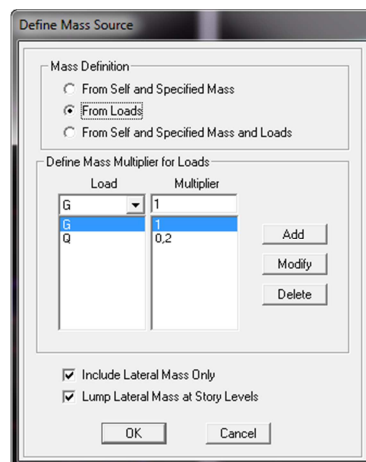 Define Mass Source
Mass Definition
From Self and Specified Mass
From Loads
From Self and Specified Mass and Loads
Define Mass Multiplier for Loads
Load Multiplier
G 1
G 1
Q 0,2
Add
Modify
Delete
Include Lateral Mass Only
Lump Lateral Mass at Story Levels
OK Cancel